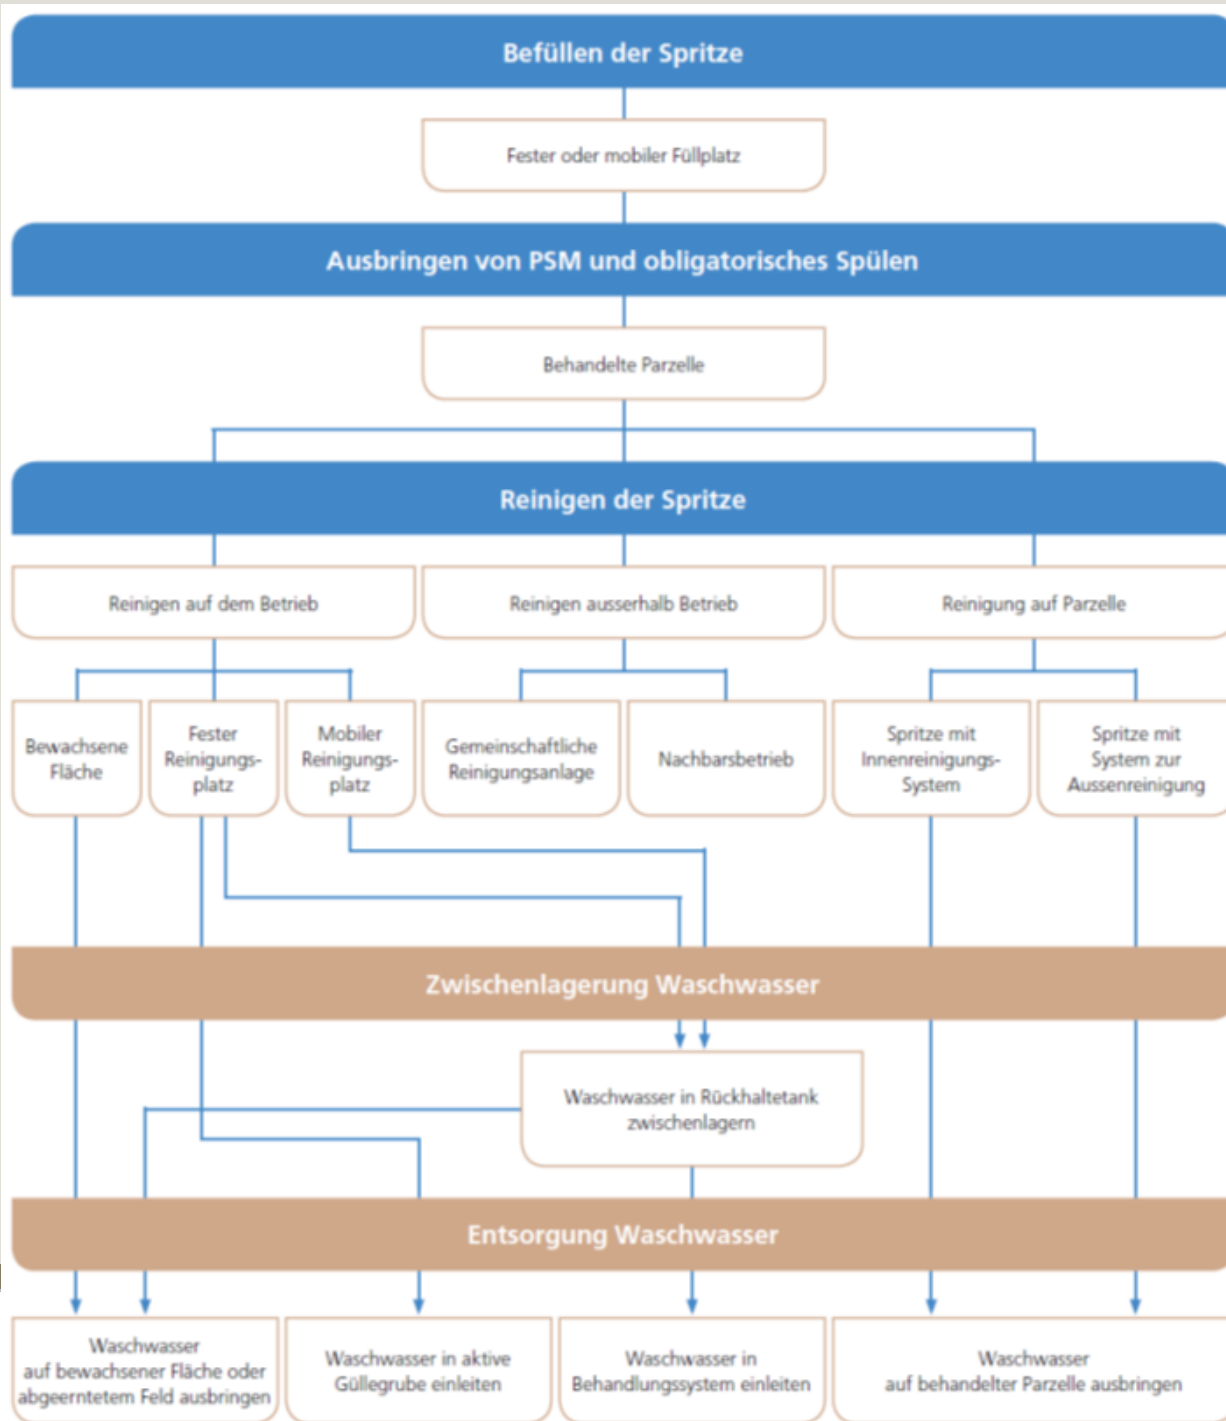 Befüllen der Spritze
Fester oder mobiler Füllplatz
Ausbringen von PSM und obligatorisches Spülen
Behandelte Parzelle
Reinigen der Spritze
Reinigen auf dem Betrieb
Reinigen ausserhalb Betrieb
Reinigung auf Parzelle
Bewachsene
Fläche
Fester
Reinigungs-
platz
Mobiler
Reinigungs-
platz
Gemeinschaftliche
Reinigungsanlage
Nachbarsbetrieb
Spritze mit
Innenreinigungs-
System
Spritze mit
System zur
Aussenreinigung
Zwischenlagerung Waschwasser
Waschwasser in Rückhaltetank
zwischenlagern
Entsorgung Waschwasser
Waschwasser
auf bewachsener Fläche oder
abgeerntetem Feld ausbringen
Waschwasser in aktive
Güllegrube einleiten
Waschwasser in
Behandlungssystem einleiten
Waschwasser
auf behandelter Parzelle ausbringen